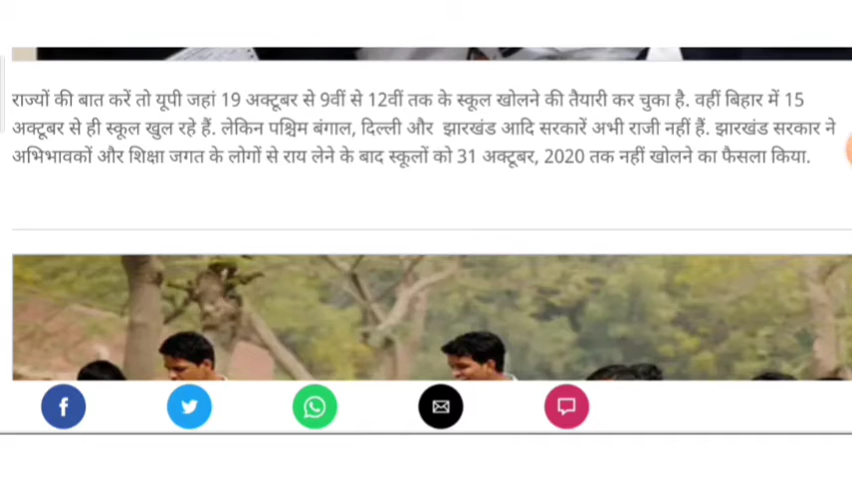 राज्यों की बात करें तो यूपी जहां 19 अक्टूबर से 9वीं से 12वीं तक के स्कूल खोलने की तैयारी कर चुका है. वहीं बिहार में 15
अक्टूबर से ही स्कूल खुल रहे हैं. लेकिन पश्चिम बंगाल, दिल्ली और झारखंड आदि सरकारें अभी राजी नहीं हैं. झारखंड सरकार ने
अभिभावकों और शिक्षा जगत के लोगों से राय लेने के बाद स्कूलों को 31 अक्टूबर, 2020 तक नहीं खोलने का फैसला किया.